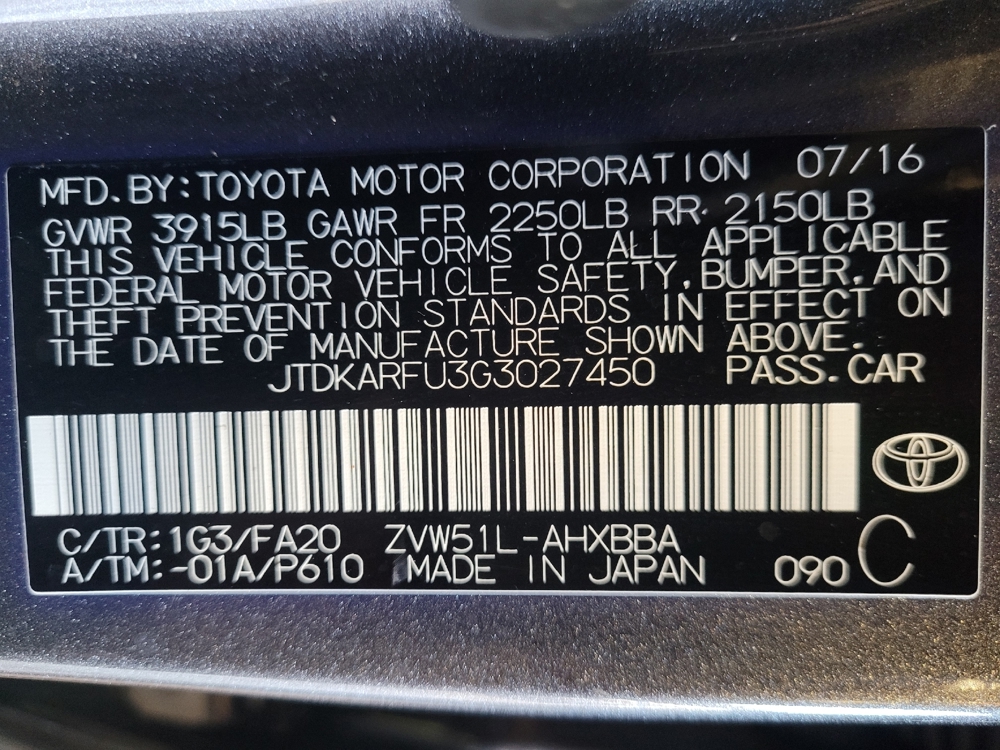 MFD. BY: TOYOTA MOTOR CORPORATION 07/16
GVWR 3915LB GAWR FR 2250LB RR 2150LB
THIS VEHICLE CONFORMS TO ALL APPLICABLE
FEDERAL MOTOR VEHICLE SAFETY, BUMPER, AND
THEFT PREVENTION STANDARDS IN EFFECT ON
THE DATE OF MANUFACTURE SHOWN ABOVE.
JTDKARFU3G3027450 PASS. CAR
C/TR: 1G3/FA20 ZVW51L-AHXBBA
A/TM: -01A/P610 MADE IN JAPAN 090 C